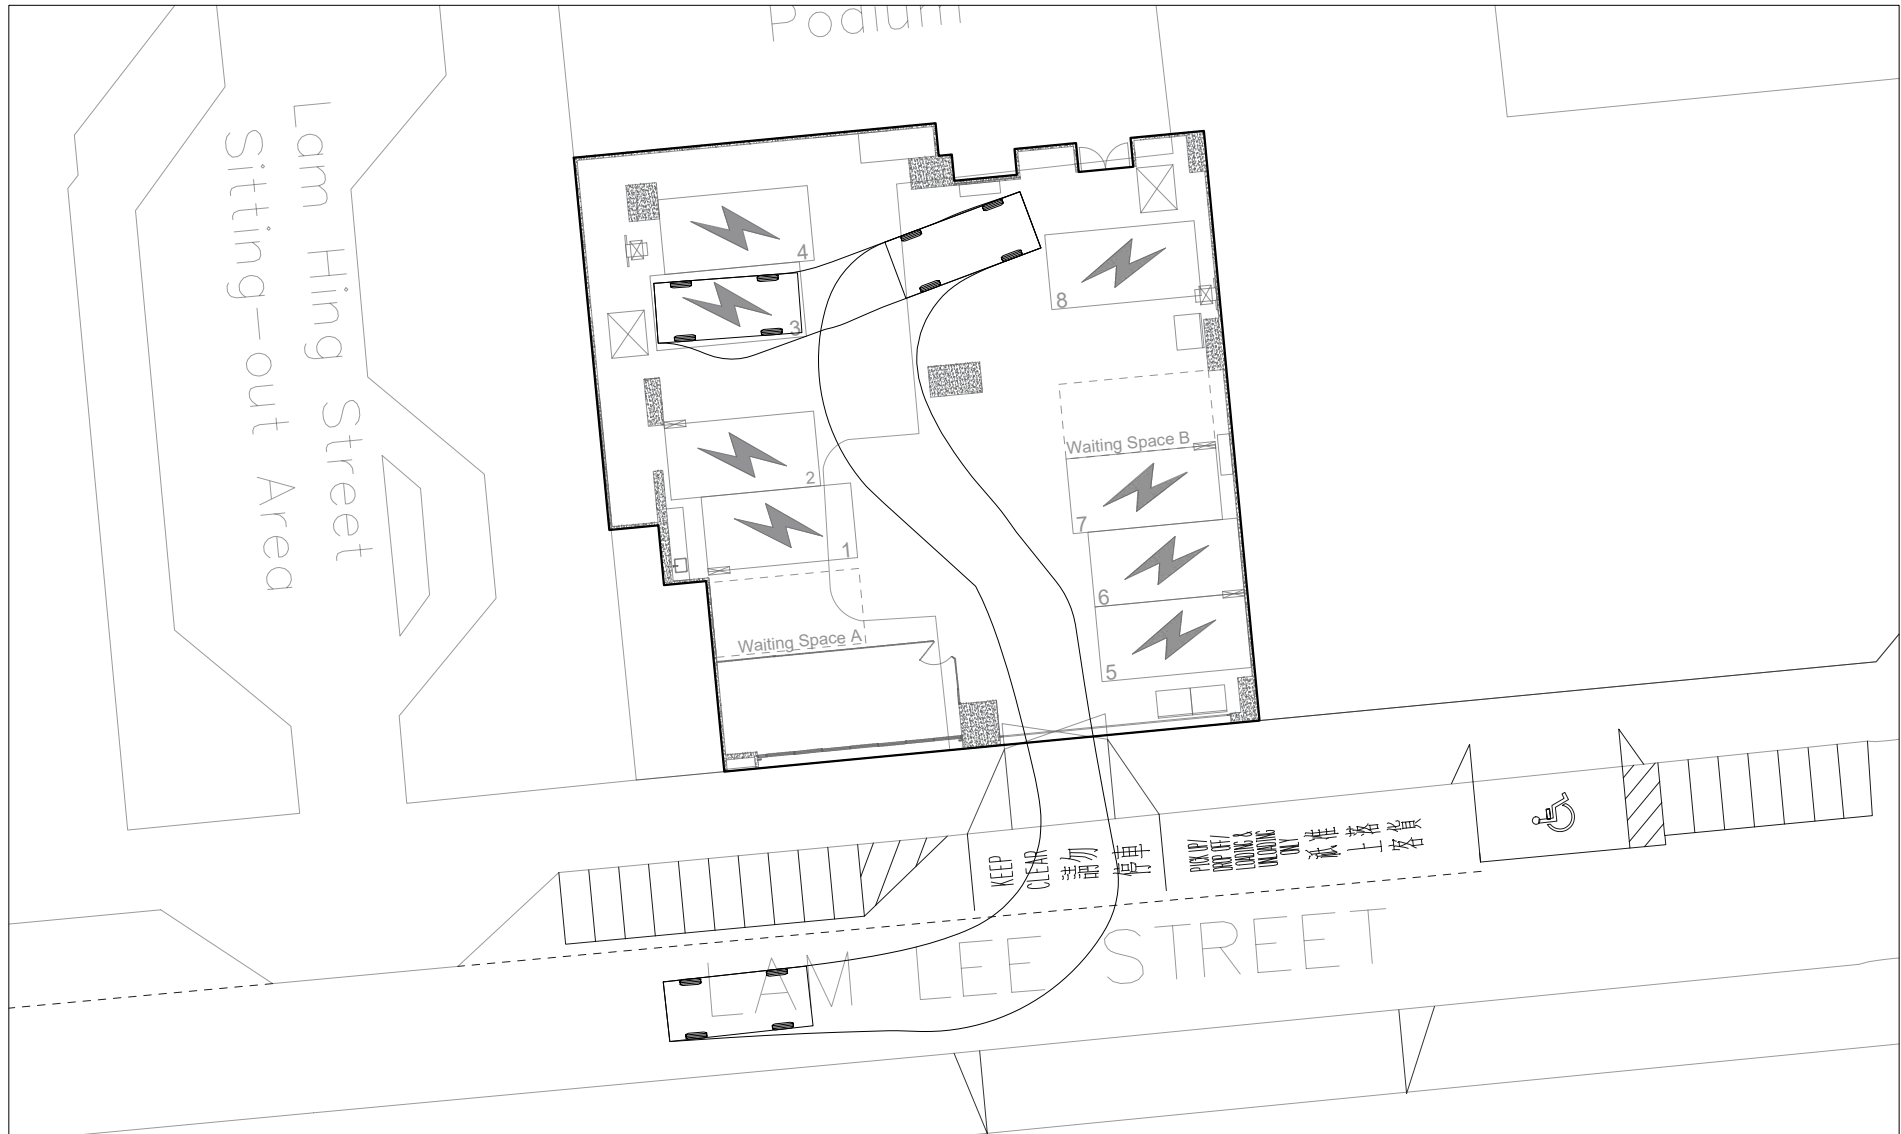 Podium
Lam Hing Street
Sitting-out Area
4
3
8
2
1
Waiting Space B
7
6
5
Waiting Space A
KEEP
CLEAR
請勿
停車
PICK UP/
DROP OFF/
LOADING &
UNLOADING
ONLY
祇准
上落
客貨
LAM LEE STREET